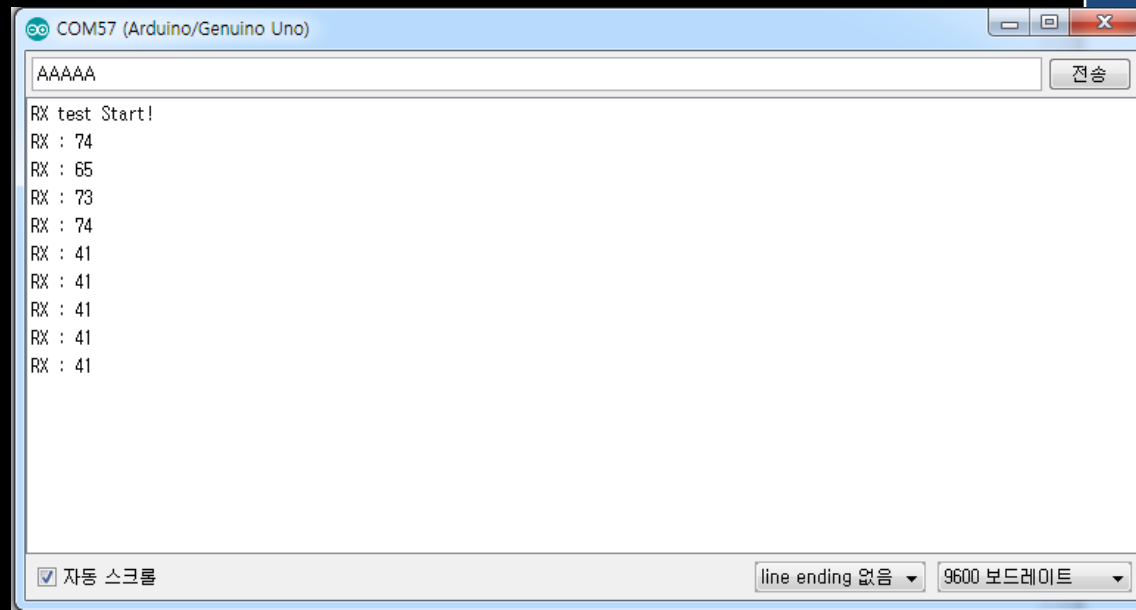 COM57 (Arduino/Genuino Uno)
AAAAA
전송
RX test Start!
RX : 74
RX : 65
RX : 73
RX : 74
RX : 41
RX : 41
RX : 41
RX : 41
RX : 41
자동 스크롤
line ending 없음
9600 보드레이트